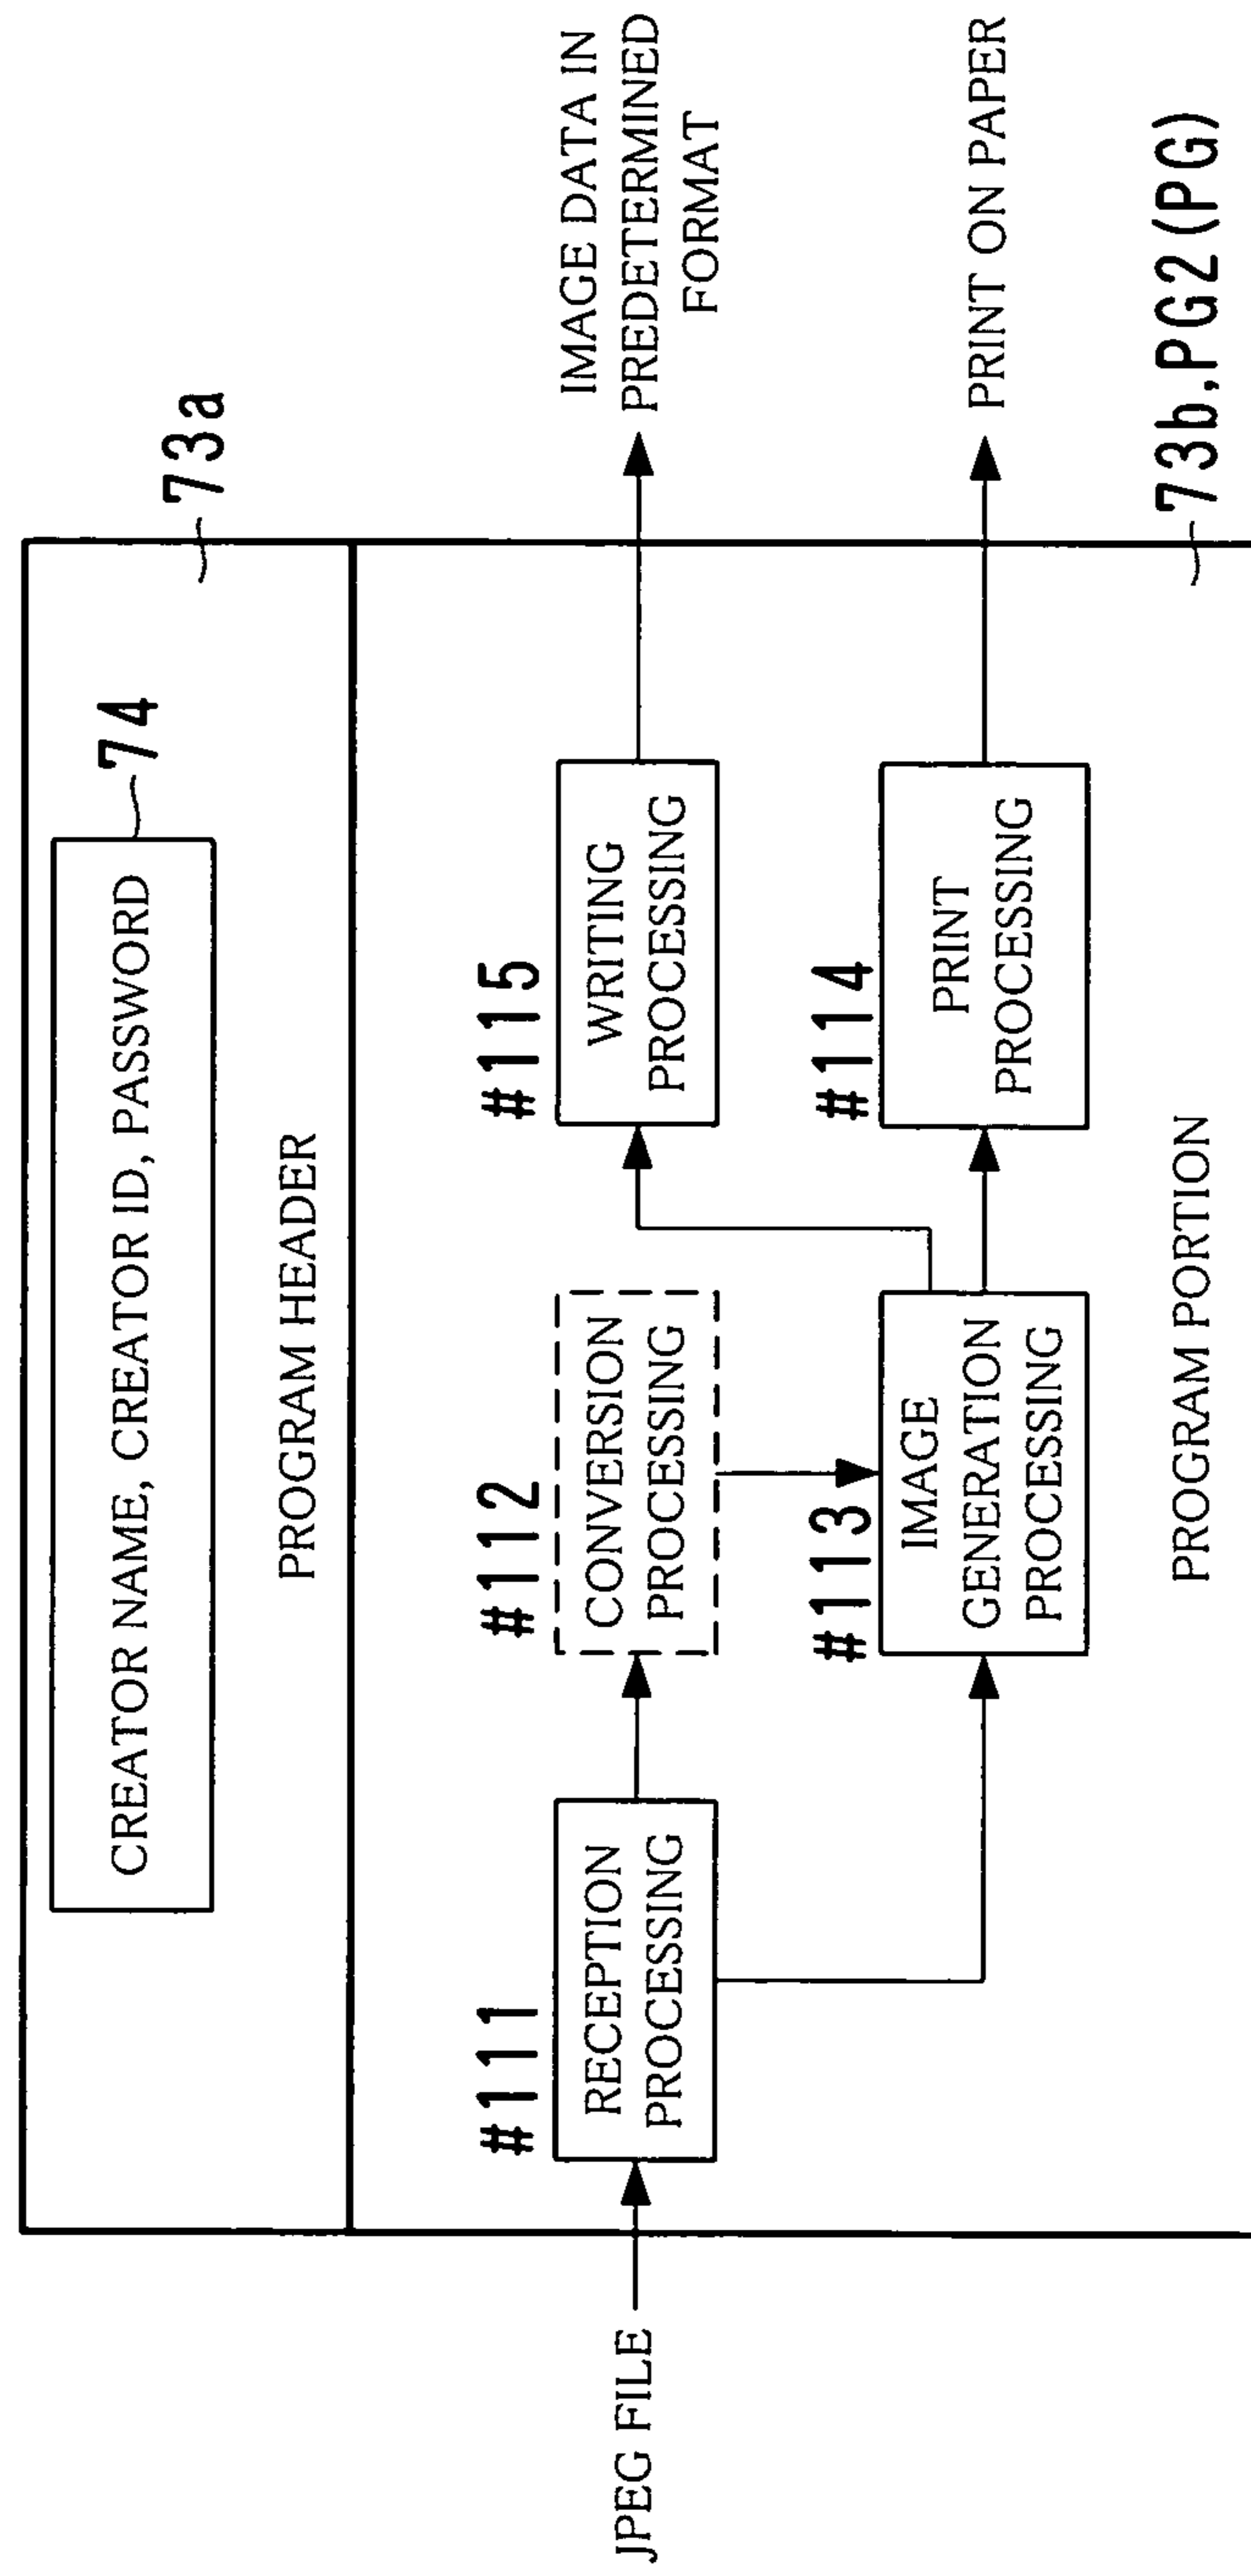 73a
74
CREATOR NAME, CREATOR ID, PASSWORD
PROGRAM HEADER
JPEG FILE
#111
RECEPTION
PROCESSING
#112
CONVERSION
PROCESSING
#115
WRITING
PROCESSING
IMAGE DATA IN
PREDETERMINED
FORMAT
#113
IMAGE
GENERATION
PROCESSING
#114
PRINT
PROCESSING
PRINT ON PAPER
PROGRAM PORTION
73b,PG2(PG)